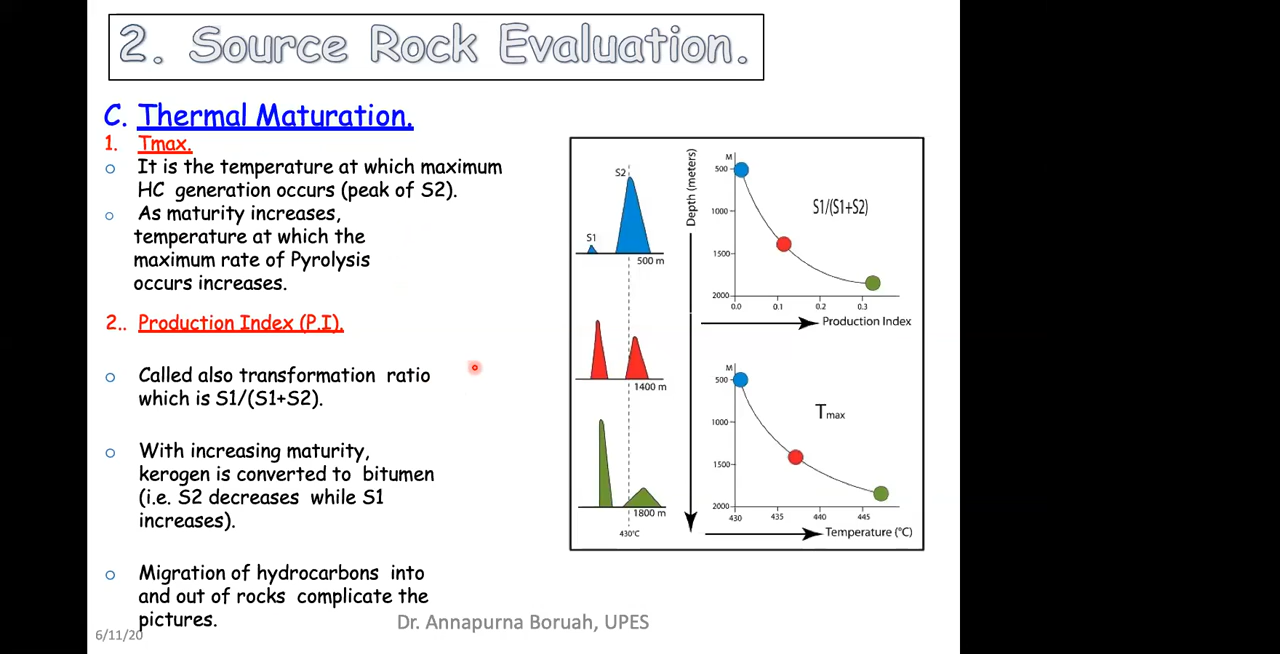 2. Source Rock Evaluation.
C. Thermal Maturation.
1. Tmax.
o It is the temperature at which maximum
HC generation occurs (peak of S2).
o As maturity increases,
temperature at which the
maximum rate of Pyrolysis
occurs increases.
2.. Production Index (P.I).
o Called also transformation ratio
which is S1/(S1+S2).
o With increasing maturity,
kerogen is converted to bitumen
(i.e. S2 decreases while S1
increases).
o Migration of hydrocarbons into
and out of rocks complicate the
pictures.
6/11/20
Dr. Annapurna Boruah, UPES
S2
S1
500 m
1400 m
1800 m
430°C
Depth (meters)
M
500
1000
1500
2000
0.0 0.1 0.2 0.3
S1/(S1+S2)
Production Index
M
500
1000
1500
2000
430 435 440 445
Tmax
Temperature (°C)